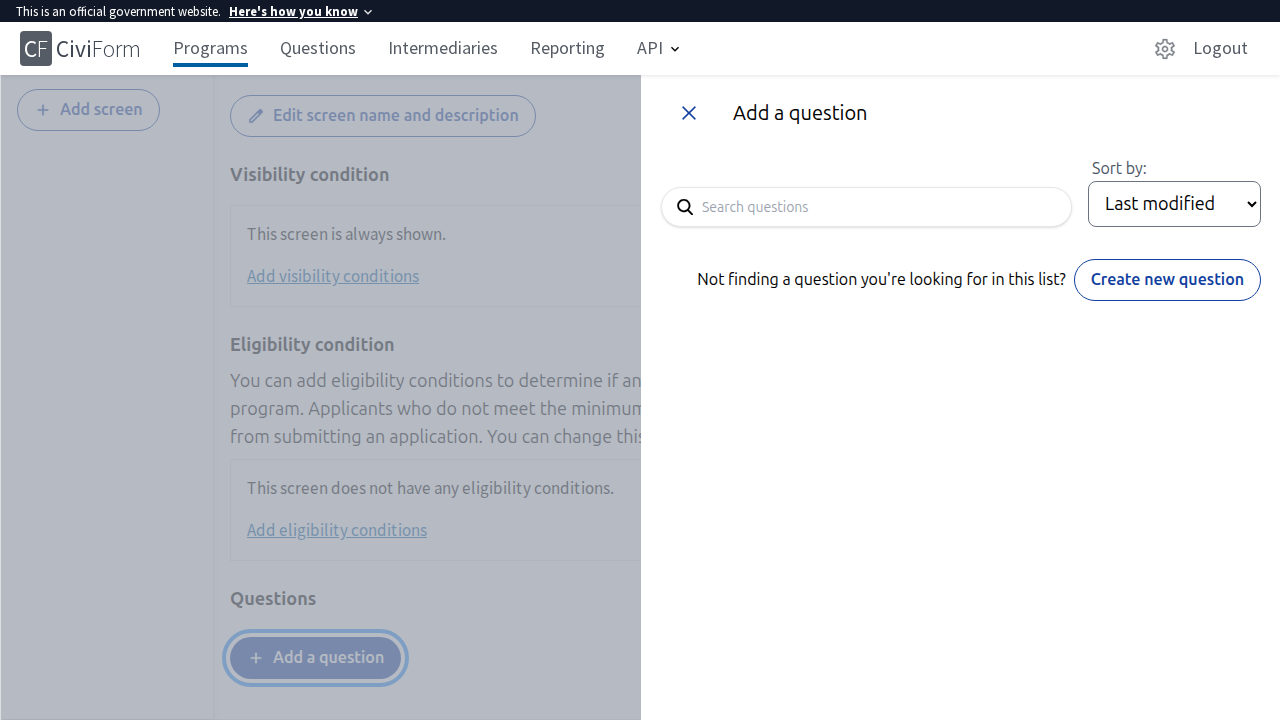 This is an official government website. Here's how you know
CF CiviForm Programs Questions Intermediaries Reporting API Logout
Add screen
Edit screen name and description
Visibility condition
This screen is always shown.
Add visibility conditions
Eligibility condition
You can add eligibility conditions to determine if an
program. Applicants who do not meet the minimum
from submitting an application. You can change this
This screen does not have any eligibility conditions.
Add eligibility conditions
Questions
Add a question
Add a question
Sort by:
Search questions
Last modified
Not finding a question you're looking for in this list? Create new question